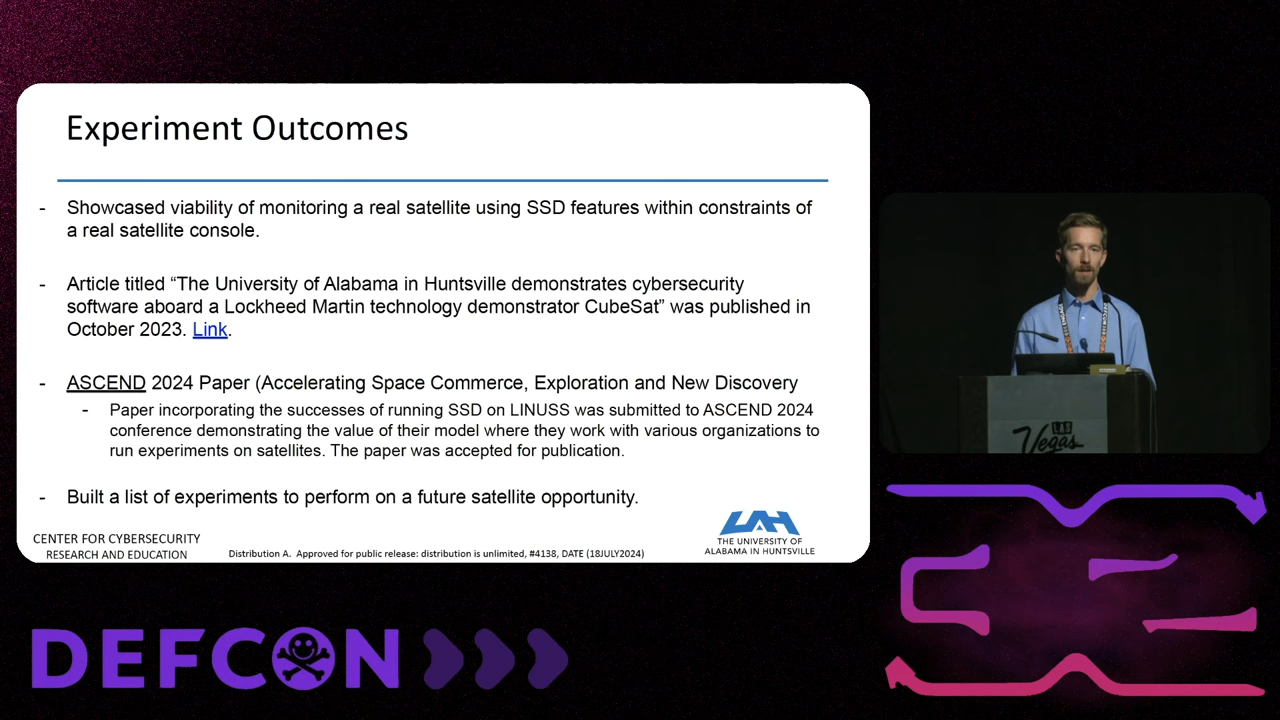 Experiment Outcomes
- Showcased viability of monitoring a real satellite using SSD features within constraints of
a real satellite console.
- Article titled “The University of Alabama in Huntsville demonstrates cybersecurity
software aboard a Lockheed Martin technology demonstrator CubeSat” was published in
October 2023. Link.
- ASCEND 2024 Paper (Accelerating Space Commerce, Exploration and New Discovery
- Paper incorporating the successes of running SSD on LINUSS was submitted to ASCEND 2024
conference demonstrating the value of their model where they work with various organizations to
run experiments on satellites. The paper was accepted for publication.
- Built a list of experiments to perform on a future satellite opportunity.
CENTER FOR CYBERSECURITY
RESEARCH AND EDUCATION
Distribution A. Approved for public release: distribution is unlimited, #4138, DATE (18JULY2024)
UAH
THE UNIVERSITY OF
ALABAMA IN HUNTSVILLE
LAS
Vegas
DEFCON